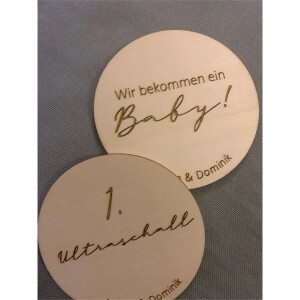 Wir bekommen ein
Baby!
& Dominik
1.
Ultraschall
& Dominik